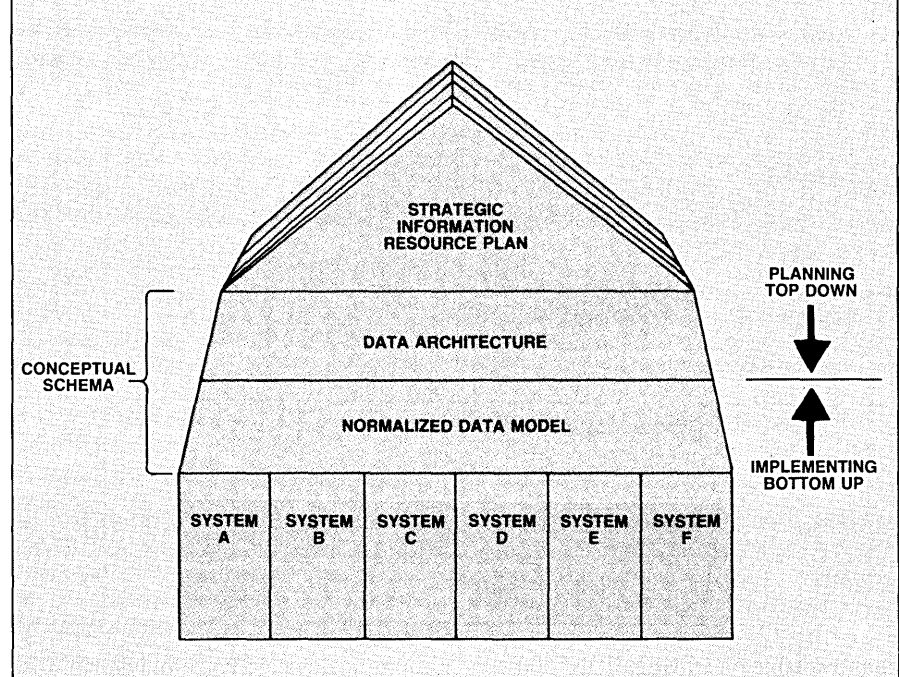 STRATEGIC
INFORMATION
RESOURCE PLAN
PLANNING
TOP DOWN
DATA ARCHITECTURE
CONCEPTUAL
SCHEMA
NORMALIZED DATA MODEL
IMPLEMENTING
BOTTOM UP
SYSTEM
A
SYSTEM
B
SYSTEM
C
SYSTEM
D
SYSTEM
E
SYSTEM
F